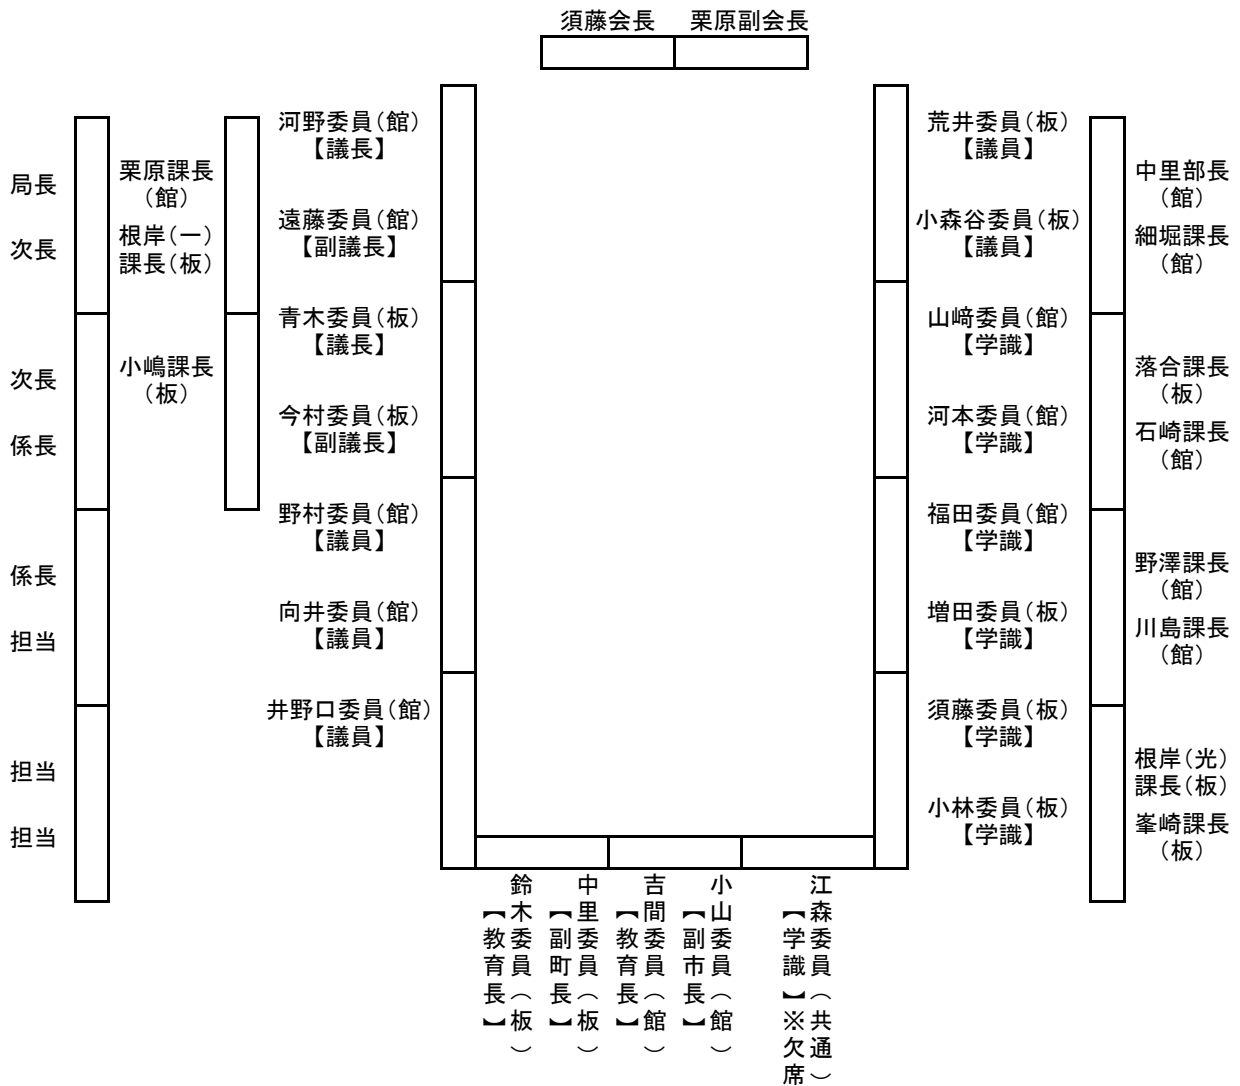 須藤会長 栗原副会長
局長
次長
次長
係長
係長
担当
担当
担当
栗原課長
（館）
根岸（一）
課長（板）
小嶋課長
（板）
河野委員（館）
【議長】
遠藤委員（館）
【副議長】
青木委員（板）
【議長】
今村委員（板）
【副議長】
野村委員（館）
【議員】
向井委員（館）
【議員】
井野口委員（館）
【議員】
荒井委員（板）
【議員】
小森谷委員（板）
【議員】
山﨑委員（館）
【学識】
河本委員（館）
【学識】
福田委員（館）
【学識】
増田委員（板）
【学識】
須藤委員（板）
【学識】
小林委員（板）
【学識】
中里部長
（館）
細堀課長
（館）
落合課長
（板）
石崎課長
（館）
野澤課長
（館）
川島課長
（館）
根岸（光）
課長（板）
峯崎課長
（板）
鈴木委員（板）
【教育長】
中里委員（板）
【副町長】
吉間委員（館）
【教育長】
小山委員（館）
【副市長】
江森委員（共通）
【学識】※欠席